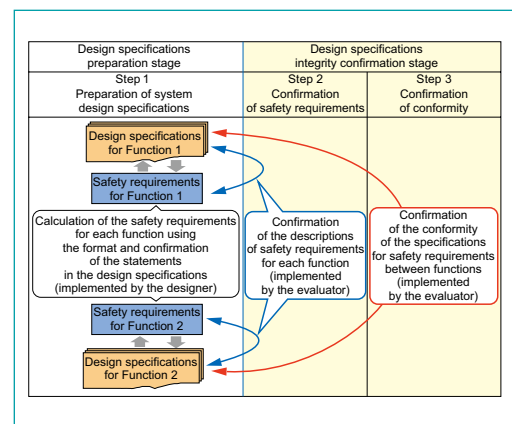 Design specifications
preparation stage
Design specifications
integrity confirmation stage
Step 1
Preparation of system
design specifications
Step 2
Confirmation
of safety requirements
Step 3
Confirmation
of conformity
Design specifications
for Function 1
Safety requirements
for Function 1
Calculation of the safety requirements
for each function using
the format and confirmation
of the statements
in the design specifications
(implemented by the designer)
Confirmation
of the descriptions
of safety requirements
for each function
(implemented
by the evaluator)
Confirmation
of the conformity
of the specifications
for safety requirements
between functions
(implemented
by the evaluator)
Safety requirements
for Function 2
Design specifications
for Function 2